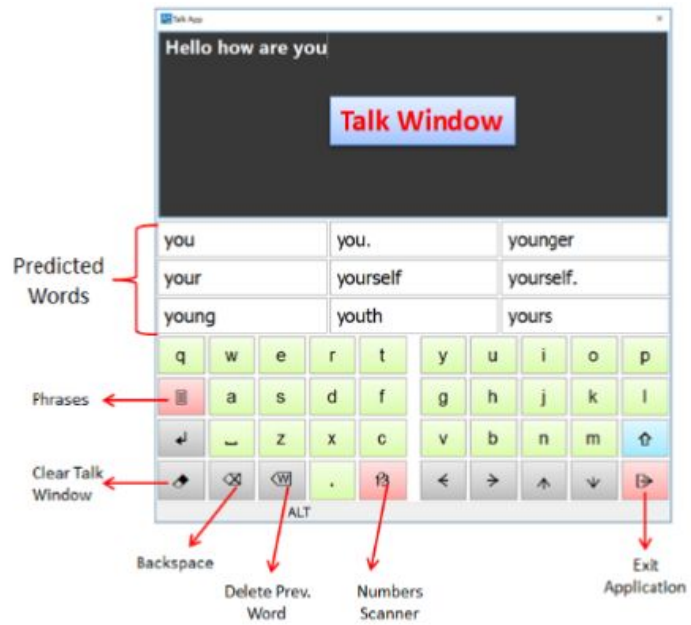 Talk App
Hello how are you
Talk Window
Predicted
Words
you you. younger
your yourself yourself.
young youth yours
q w e r t y u i o p
Phrases
a s d f g h j k l
z x c v b n m
Clear Talk
Window
W . 13
ALT
Backspace
Delete Prev.
Word
Numbers
Scanner
Exit
Application